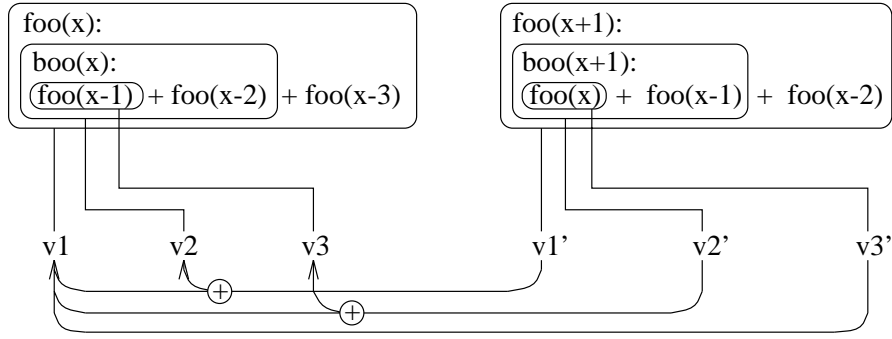 foo(x):
boo(x):
foo(x-1) + foo(x-2) + foo(x-3)
foo(x+1):
boo(x+1):
foo(x) + foo(x-1) + foo(x-2)
v1 v2 v3 v1’ v2’ v3’
+
+